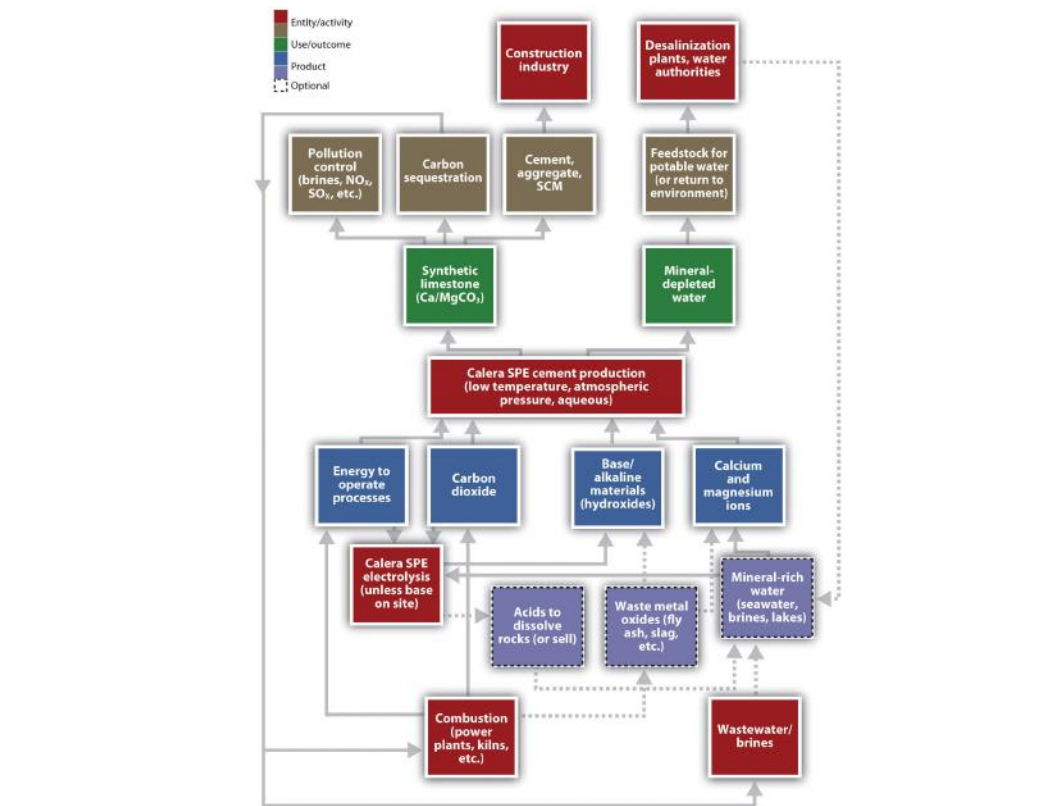 Entity/activity
Use/outcome
Product
Optional
Construction
industry
Desalinization
plants, water
authorities
Pollution
control
(brines, NOₓ,
SOₓ, etc.)
Carbon
sequestration
Cement,
aggregate,
SCM
Feedstock for
potable water
(or return to
environment)
Synthetic
limestone
(Ca/MgCO₃)
Mineral-
depleted
water
Calera SPE cement production
(low temperature, atmospheric
pressure, aqueous)
Energy to
operate
processes
Carbon
dioxide
Base/
alkaline
materials
(hydroxides)
Calcium and
magnesium
ions
Calera SPE
electrolysis
(unless base
on site)
Acids to
dissolve
rocks (or sell)
Waste metal
oxides (fly
ash, slag,
etc.)
Mineral-rich
water
(seawater,
brines, lakes)
Combustion
(power
plants, kilns,
etc.)
Wastewater/
brines